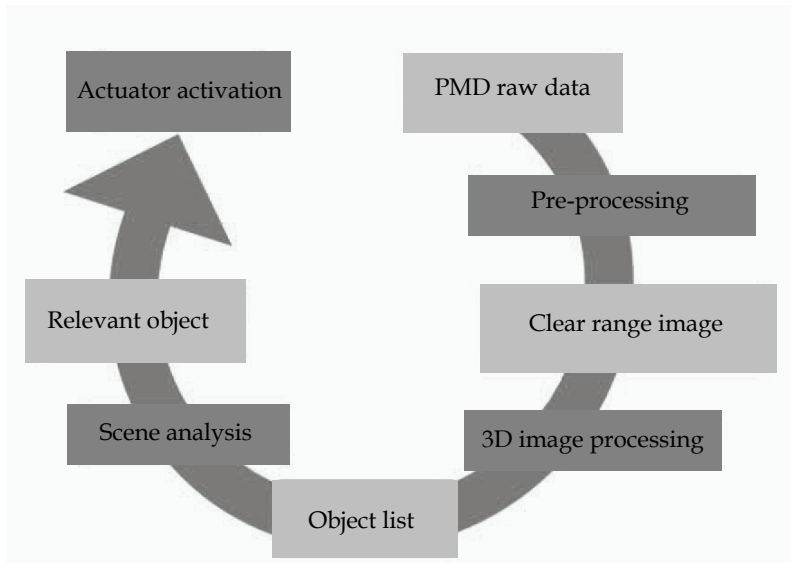 Actuator activation
PMD raw data
Pre-processing
Clear range image
3D image processing
Object list
Scene analysis
Relevant object